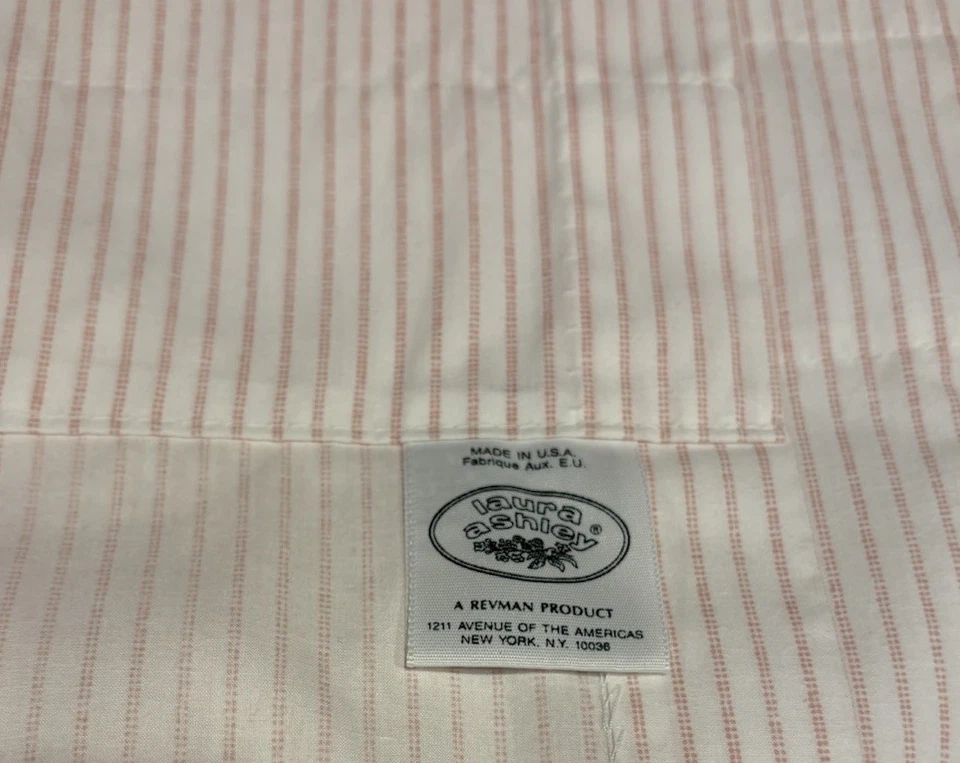 MADE IN U.S.A.
Fabrique Aux. E.U.
laura
ashley ®
A REVMAN PRODUCT
1211 AVENUE OF THE AMERICAS
NEW YORK, N.Y. 10036